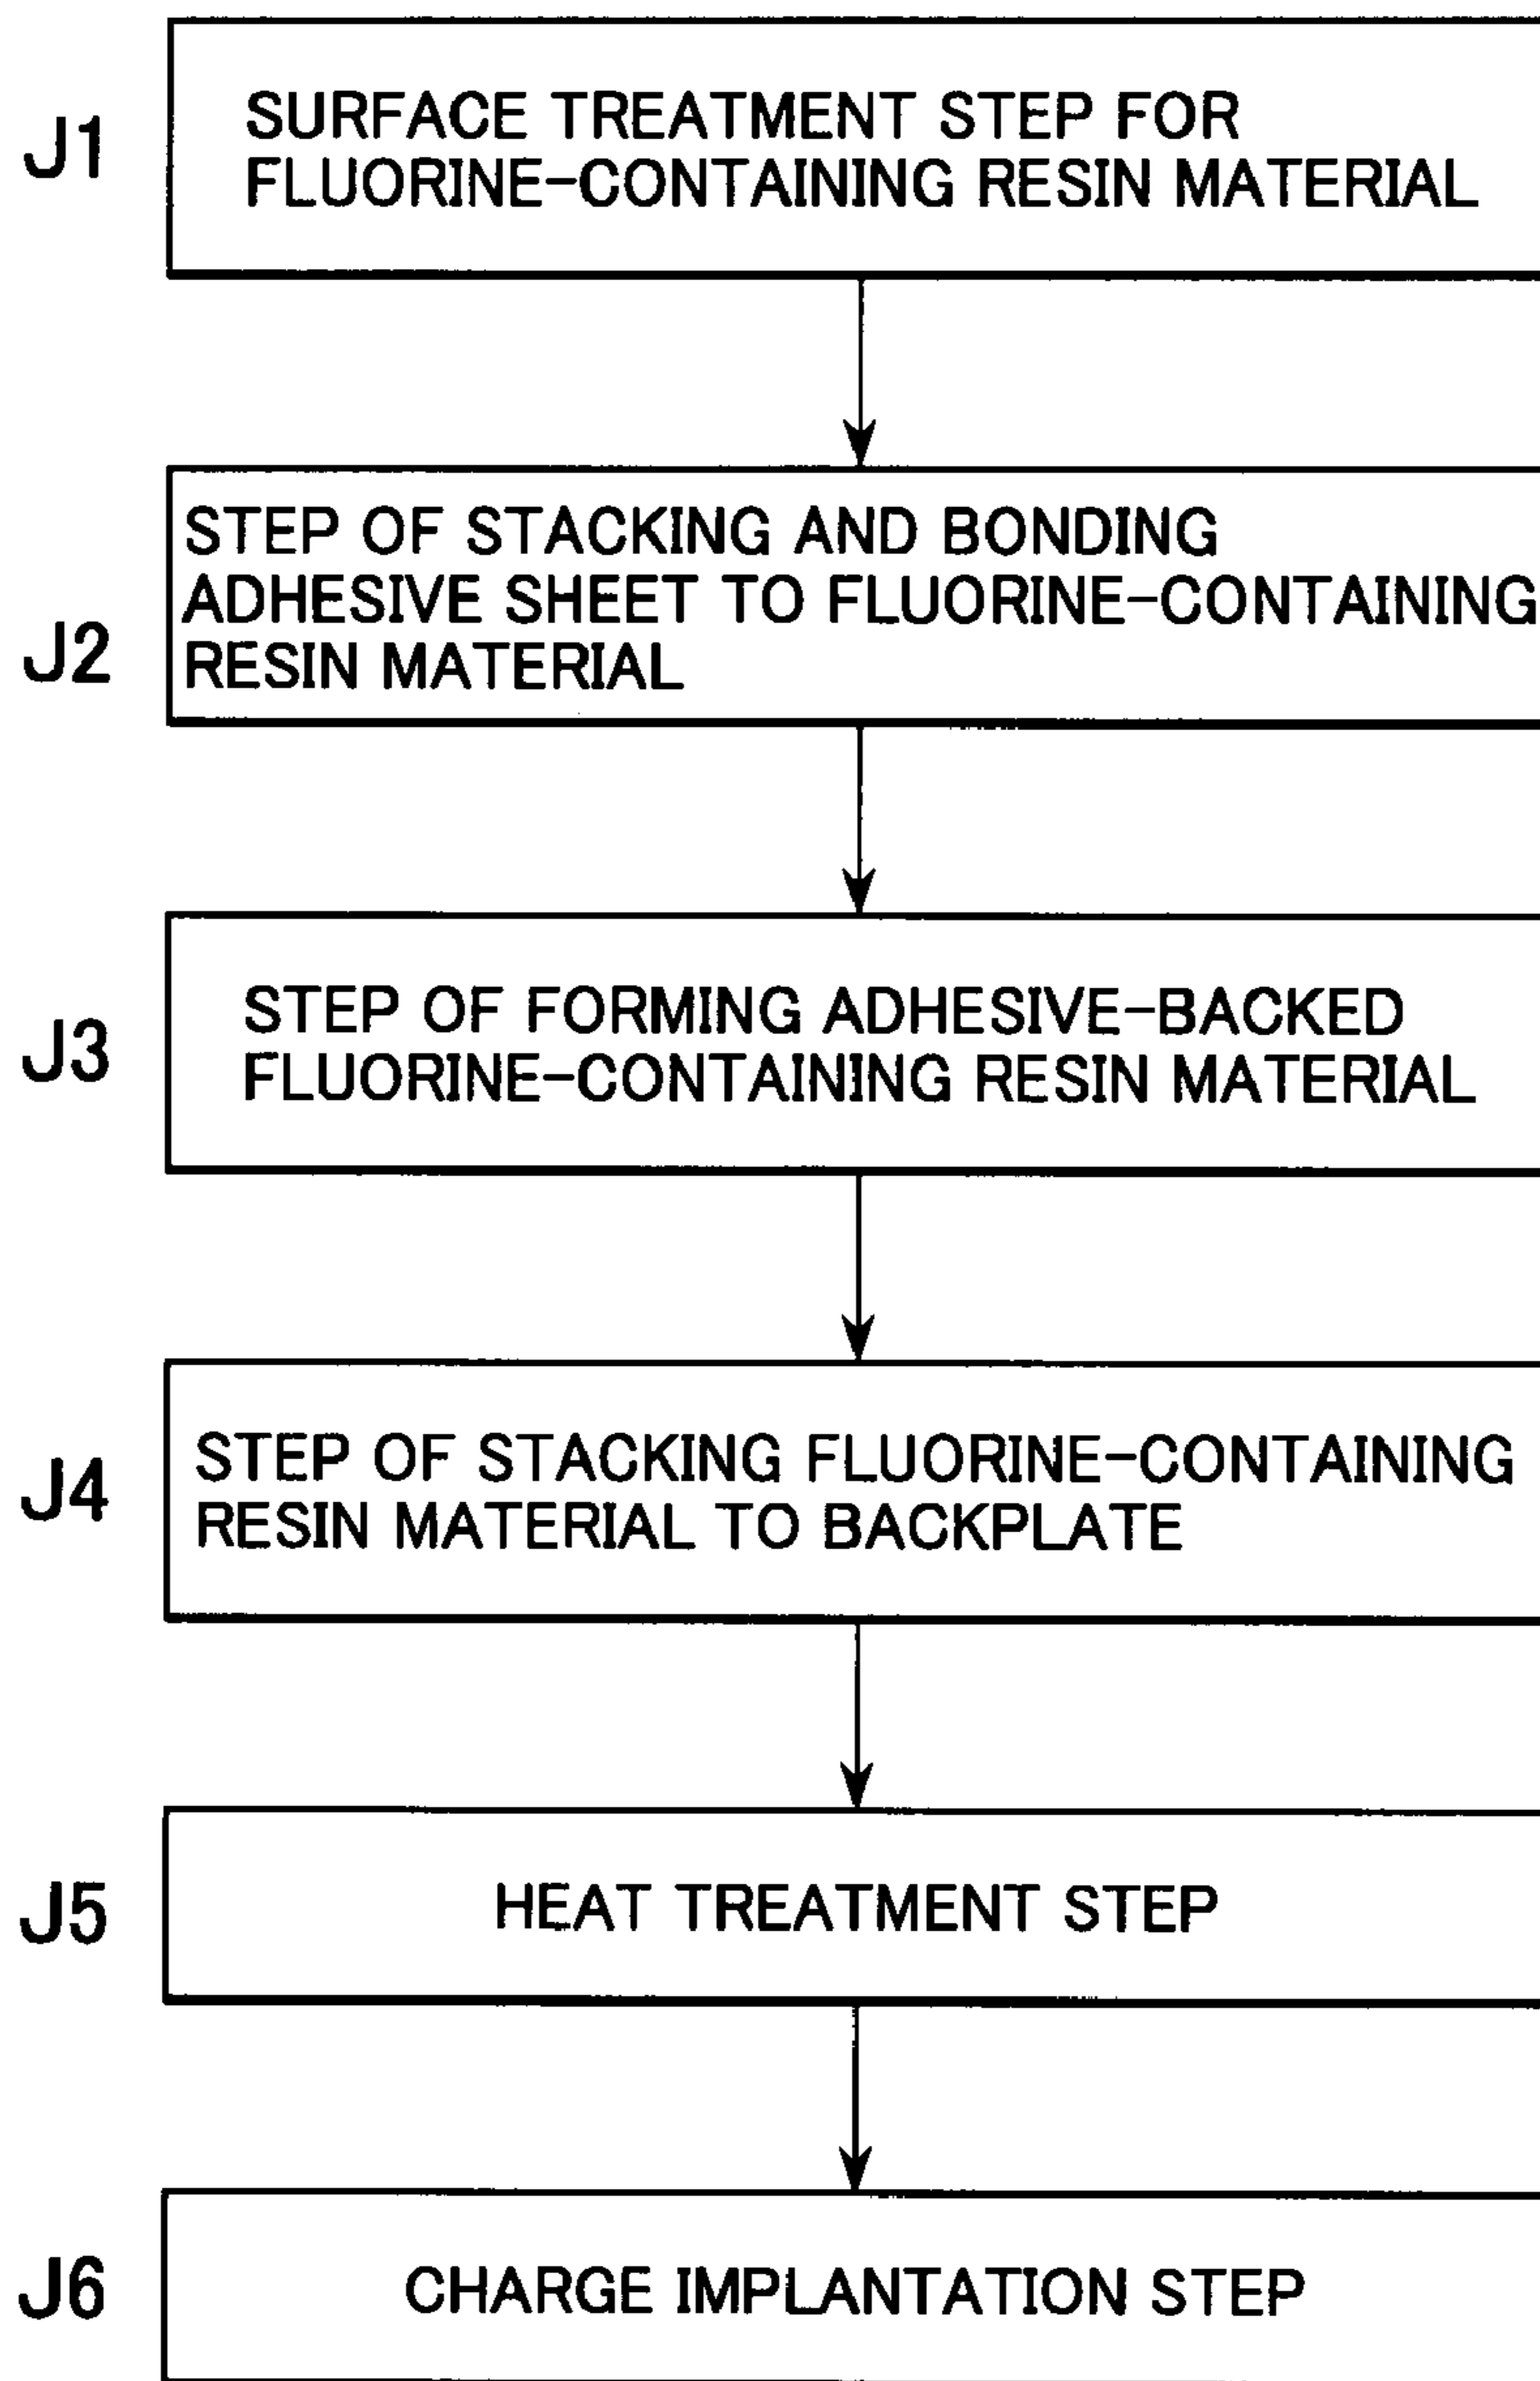 J1
SURFACE TREATMENT STEP FOR
FLUORINE-CONTAINING RESIN MATERIAL
J2
STEP OF STACKING AND BONDING
ADHESIVE SHEET TO FLUORINE-CONTAINING
RESIN MATERIAL
J3
STEP OF FORMING ADHESIVE-BACKED
FLUORINE-CONTAINING RESIN MATERIAL
J4
STEP OF STACKING FLUORINE-CONTAINING
RESIN MATERIAL TO BACKPLATE
J5
HEAT TREATMENT STEP
J6
CHARGE IMPLANTATION STEP